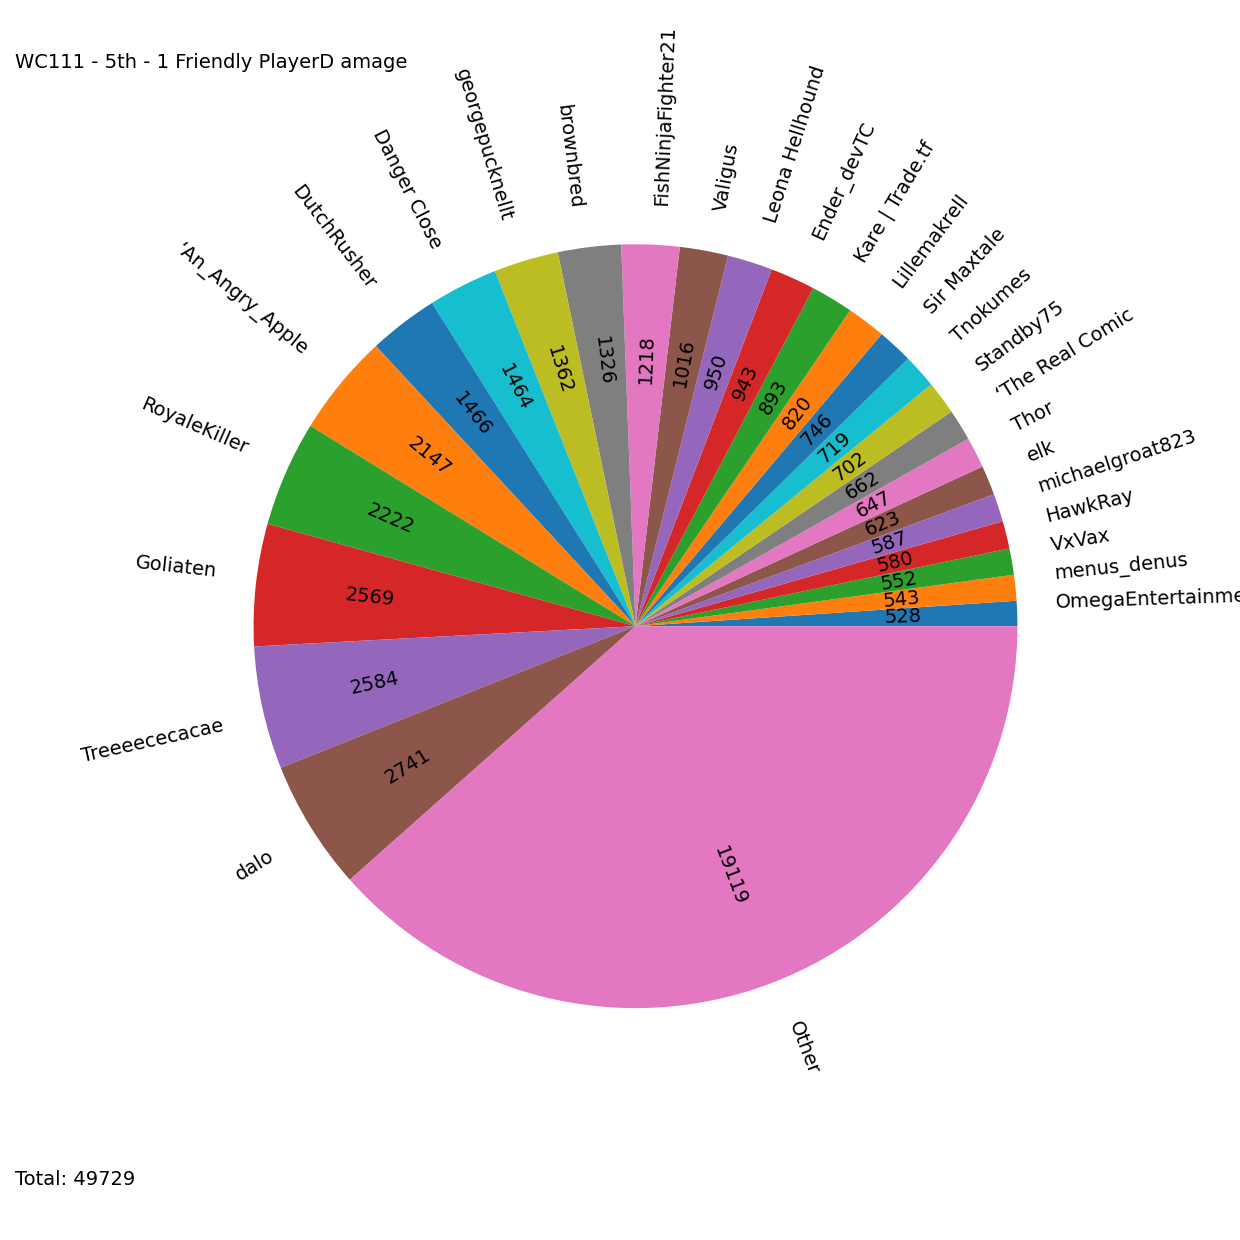 WC111 - 5th - 1 Friendly PlayerD amage
FishNinjaFighter21
Valigus
Leona Hellhound
Ender_devTC
Kare | Trade.tf
Lillemakrell
Sir Maxtale
Tnokumes
Standby75
‘The Real Comic
Thor
elk
michaelgroat823
HawkRay
VxVax
menus_denus
OmegaEntertainme
brownbred
georgepucknellt
Danger Close
DutchRusher
‘An_Angry_Apple
RoyaleKiller
Goliaten
Treeeececacae
dalo
Other
1218
1016
950
943
893
820
746
719
702
662
647
623
587
580
552
543
528
1326
1362
1464
1466
2147
2222
2569
2584
2741
19119
Total: 49729